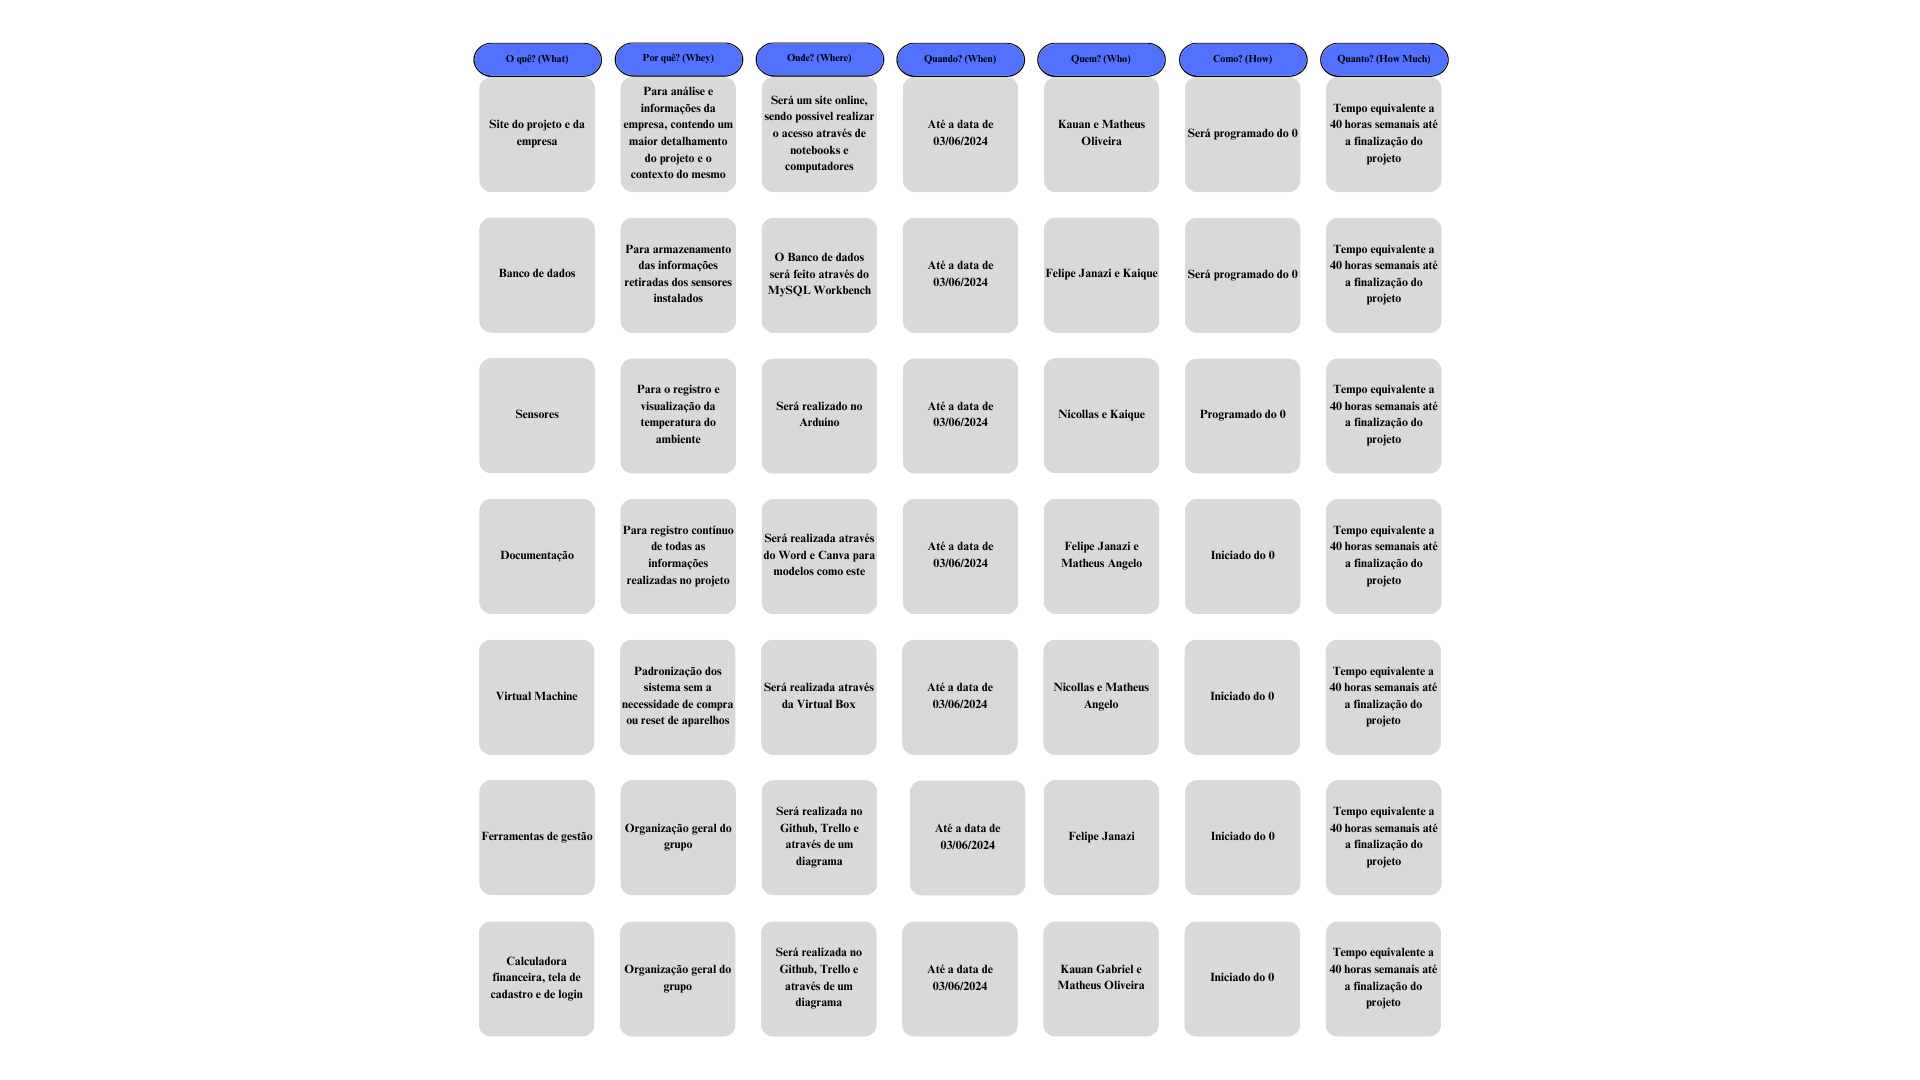 O quê? (What)
Por quê? (Whey)
Onde? (Where)
Quando? (When)
Quem? (Who)
Como? (How)
Quanto? (How Much)
Site do projeto e da
empresa
Para análise e
informações da
empresa, contendo um
maior detalhamento
do projeto e o
contexto do mesmo
Será um site online,
sendo possível realizar
o acesso através de
notebooks e
computadores
Até a data de
03/06/2024
Kauan e Matheus
Oliveira
Será programado do 0
Tempo equivalente a
40 horas semanais até
a finalização do
projeto
Banco de dados
Para armazenamento
das informações
retiradas dos sensores
instalados
O Banco de dados
será feito através do
MySQL Workbench
Até a data de
03/06/2024
Felipe Janazi e Kaique
Será programado do 0
Tempo equivalente a
40 horas semanais até
a finalização do
projeto
Sensores
Para o registro e
visualização da
temperatura do
ambiente
Será realizado no
Arduíno
Até a data de
03/06/2024
Nicollas e Kaique
Programado do 0
Tempo equivalente a
40 horas semanais até
a finalização do
projeto
Documentação
Para registro contínuo
de todas as
informações
realizadas no projeto
Será realizada através
do Word e Canva para
modelos como este
Até a data de
03/06/2024
Felipe Janazi e
Matheus Angelo
Iniciado do 0
Tempo equivalente a
40 horas semanais até
a finalização do
projeto
Virtual Machine
Padronização dos
sistema sem a
necessidade de compra
ou reset de aparelhos
Será realizada através
da Virtual Box
Até a data de
03/06/2024
Nicollas e Matheus
Angelo
Iniciado do 0
Tempo equivalente a
40 horas semanais até
a finalização do
projeto
Ferramentas de gestão
Organização geral do
grupo
Será realizada no
Github, Trello e
através de um
diagrama
Até a data de
03/06/2024
Felipe Janazi
Iniciado do 0
Tempo equivalente a
40 horas semanais até
a finalização do
projeto
Calculadora
financeira, tela de
cadastro e de login
Organização geral do
grupo
Será realizada no
Github, Trello e
através de um
diagrama
Até a data de
03/06/2024
Kauan Gabriel e
Matheus Oliveira
Iniciado do 0
Tempo equivalente a
40 horas semanais até
a finalização do
projeto